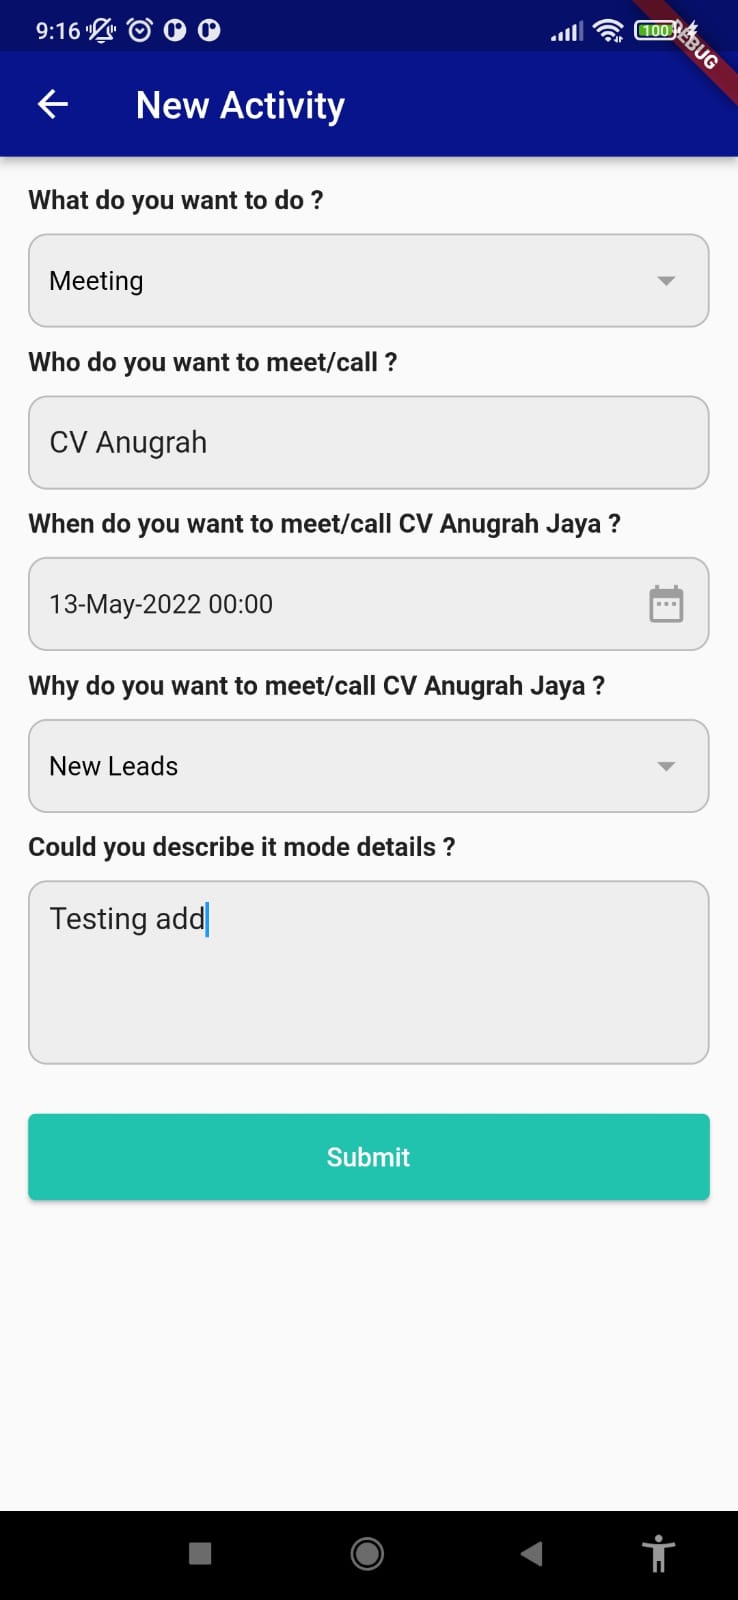 9:16
100
DEBUG
New Activity
What do you want to do ?
Meeting
Who do you want to meet/call ?
CV Anugrah
When do you want to meet/call CV Anugrah Jaya ?
13-May-2022 00:00
Why do you want to meet/call CV Anugrah Jaya ?
New Leads
Could you describe it mode details ?
Testing add
Submit